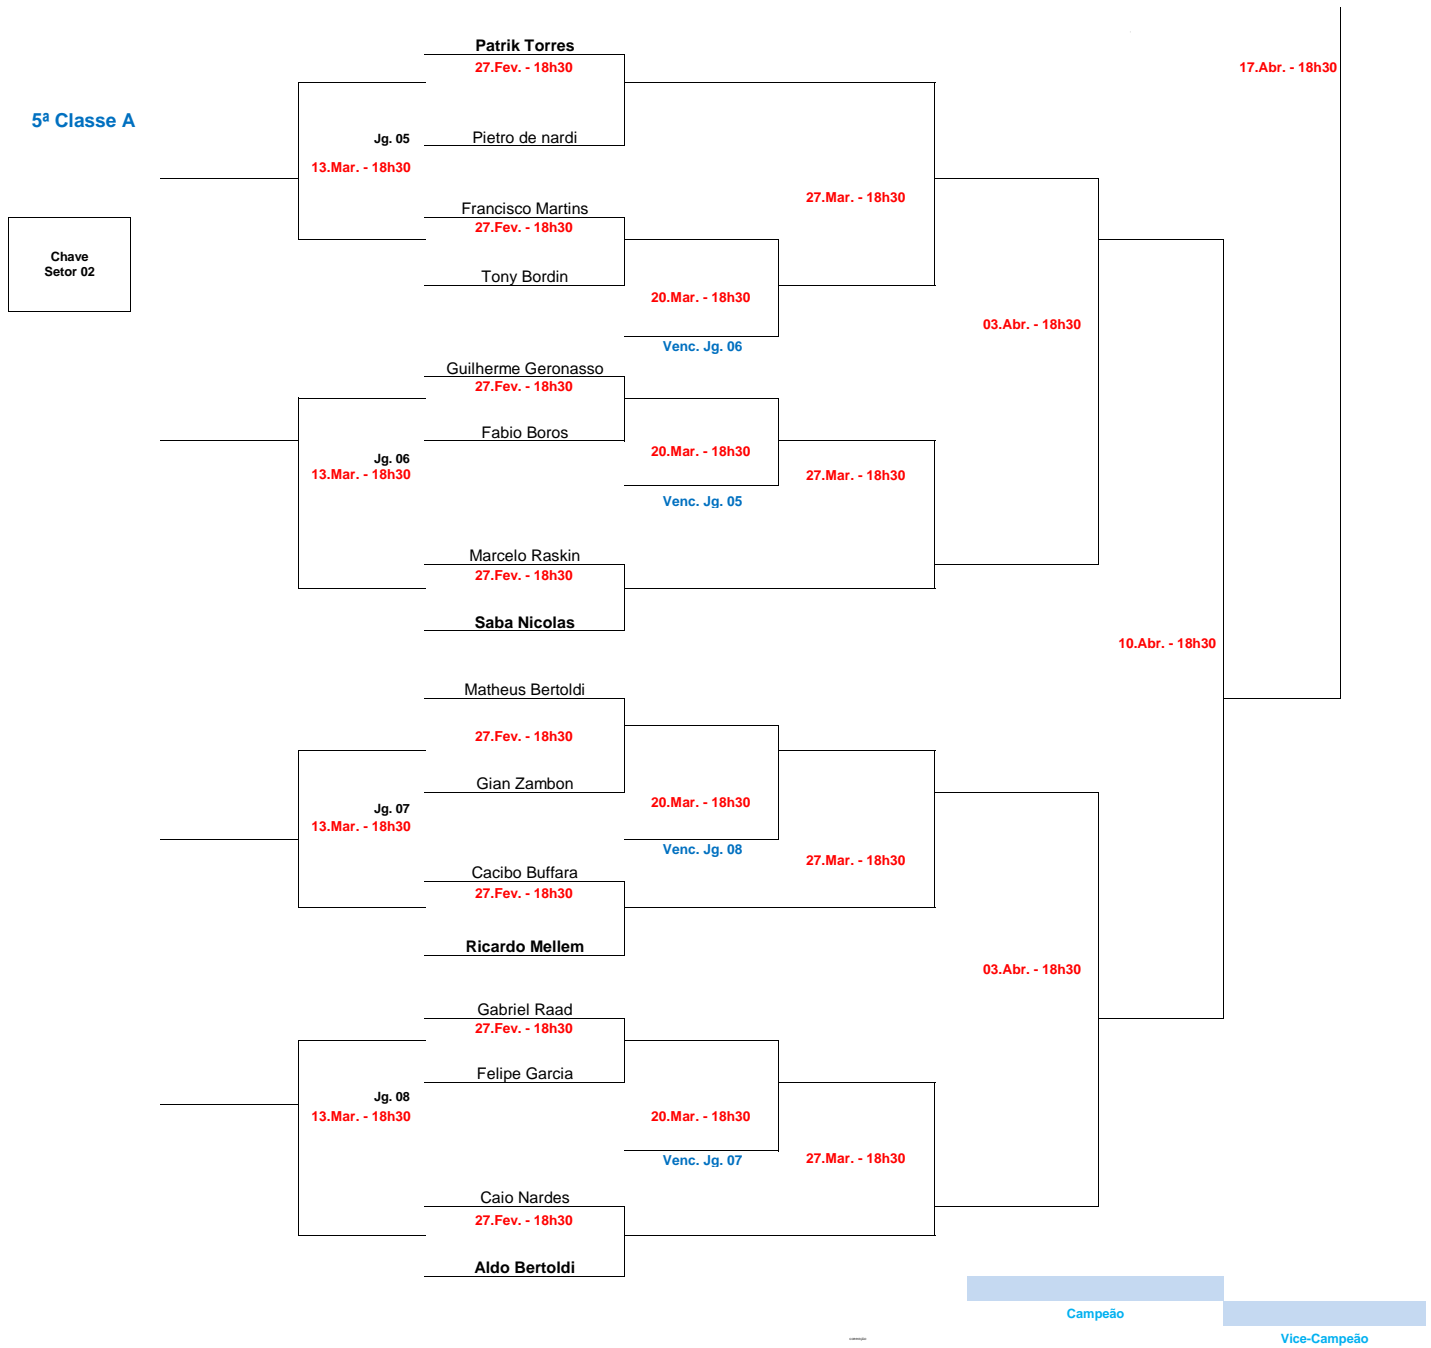 Patrik Torres
27.Fev. - 18h30
17.Abr. - 18h30
5ª Classe A
Jg. 05
Pietro de nardi
13.Mar. - 18h30
27.Mar. - 18h30
Francisco Martins
27.Fev. - 18h30
Chave
Setor 02
Tony Bordin
20.Mar. - 18h30
03.Abr. - 18h30
Venc. Jg. 06
Guilherme Geronasso
27.Fev. - 18h30
Fabio Boros
20.Mar. - 18h30
Jg. 06
13.Mar. - 18h30
27.Mar. - 18h30
Venc. Jg. 05
Marcelo Raskin
27.Fev. - 18h30
Saba Nicolas
10.Abr. - 18h30
Matheus Bertoldi
27.Fev. - 18h30
Gian Zambon
20.Mar. - 18h30
Jg. 07
13.Mar. - 18h30
Venc. Jg. 08
27.Mar. - 18h30
Cacibo Buffara
27.Fev. - 18h30
Ricardo Mellem
03.Abr. - 18h30
Gabriel Raad
27.Fev. - 18h30
Felipe Garcia
Jg. 08
13.Mar. - 18h30
20.Mar. - 18h30
Venc. Jg. 07
27.Mar. - 18h30
Caio Nardes
27.Fev. - 18h30
Aldo Bertoldi
Campeão
Vice-Campeão